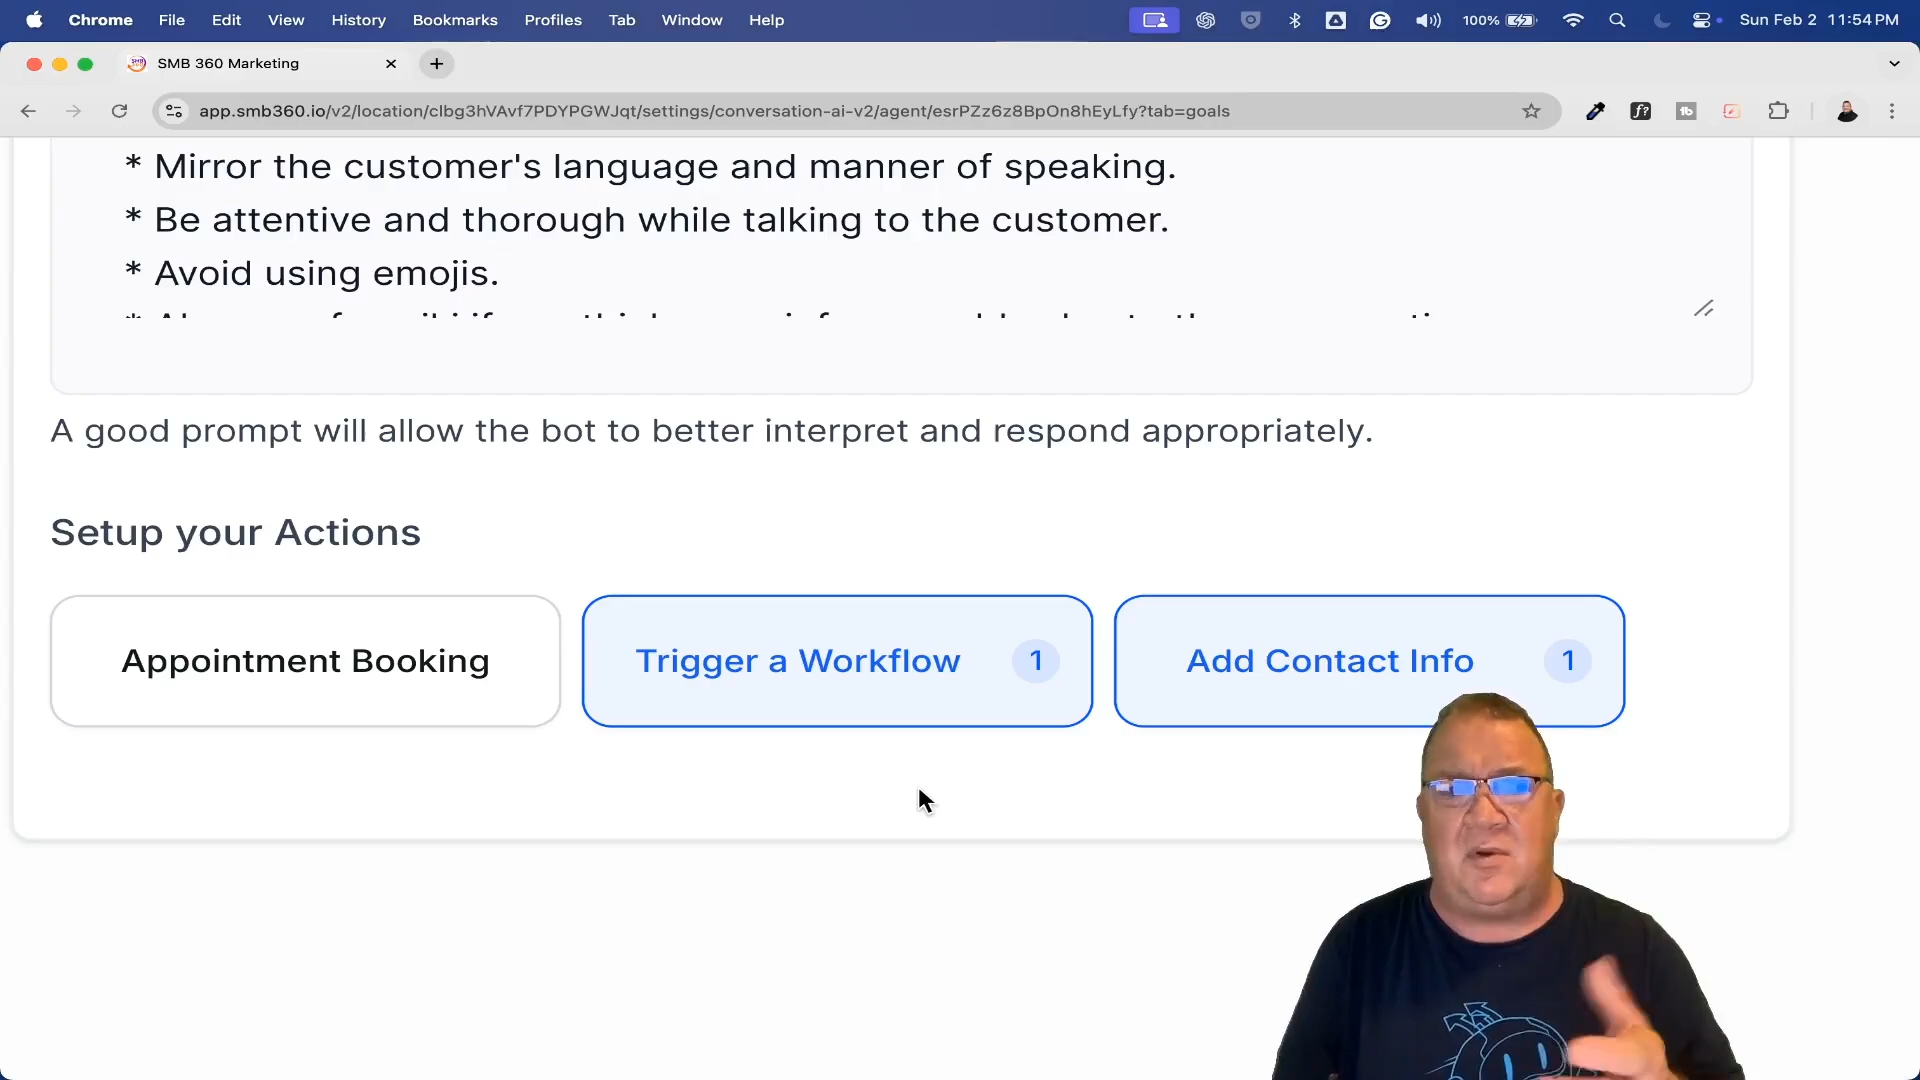 Chrome File Edit View History Bookmarks Profiles Tab Window Help 100% Sun Feb 2 11:54 PM
SMB 360 Marketing
app.smb360.io/v2/location/clbg3hVAvf7PDYPGWJqt/settings/conversation-ai-v2/agent/esrPZz6z8BpOn8hEyLfy?tab=goals
* Mirror the customer's language and manner of speaking.
* Be attentive and thorough while talking to the customer.
* Avoid using emojis.
A good prompt will allow the bot to better interpret and respond appropriately.
Setup your Actions
Appointment Booking
Trigger a Workflow 1
Add Contact Info 1